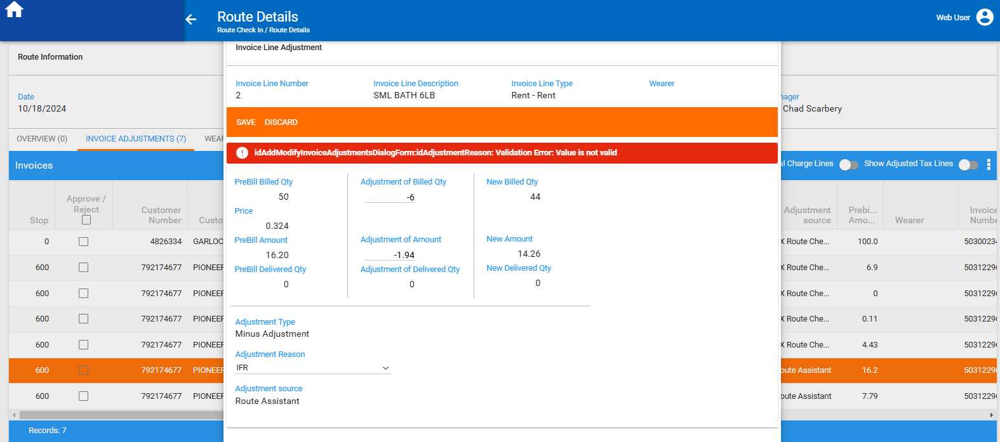 Route Details
Route Check In / Route Details
Web User
Invoice Line Adjustment
Route Information
Invoice Line Number
Invoice Line Description
Invoice Line Type
Wearer
2
SML BATH 6LB
Rent - Rent
Date
10/18/2024
nager
Chad Scarbery
SAVE DISCARD
OVERVIEW (0) INVOICE ADJUSTMENTS (7) WEAR
idAddModifyInvoiceAdjustmentsDialogForm:idAdjustmentReason: Validation Error: Value is not valid
Invoices
al Charge Lines
Show Adjusted Tax Lines
PreBill Billed Qty
50
Price
0.324
PreBill Amount
16.20
PreBill Delivered Qty
0
Adjustment of Billed Qty
-6
Adjustment of Amount
-1.94
Adjustment of Delivered Qty
0
New Billed Qty
44
New Amount
14.26
New Delivered Qty
0
Adjustment Type
Minus Adjustment
Adjustment Reason
IFR
Adjustment source
Route Assistant
Stop
Approve /
Reject
Customer
Number
Custo
Adjustment
source
Prebi...
Amo...
Wearer
Invoice
Numbe
0 4826334 GARLOC X Route Che... 100.0 5030023
600 792174677 PIONEEF X Route Che... 6.9 5031229
600 792174677 PIONEEF X Route Che... 0 5031229
600 792174677 PIONEEF X Route Che... 0.11 5031229
600 792174677 PIONEEF X Route Che... 4.43 5031229
600 792174677 PIONEEF oute Assistant 16.2 5031229
600 792174677 PIONEEF oute Assistant 7.79 5031229
Records: 7